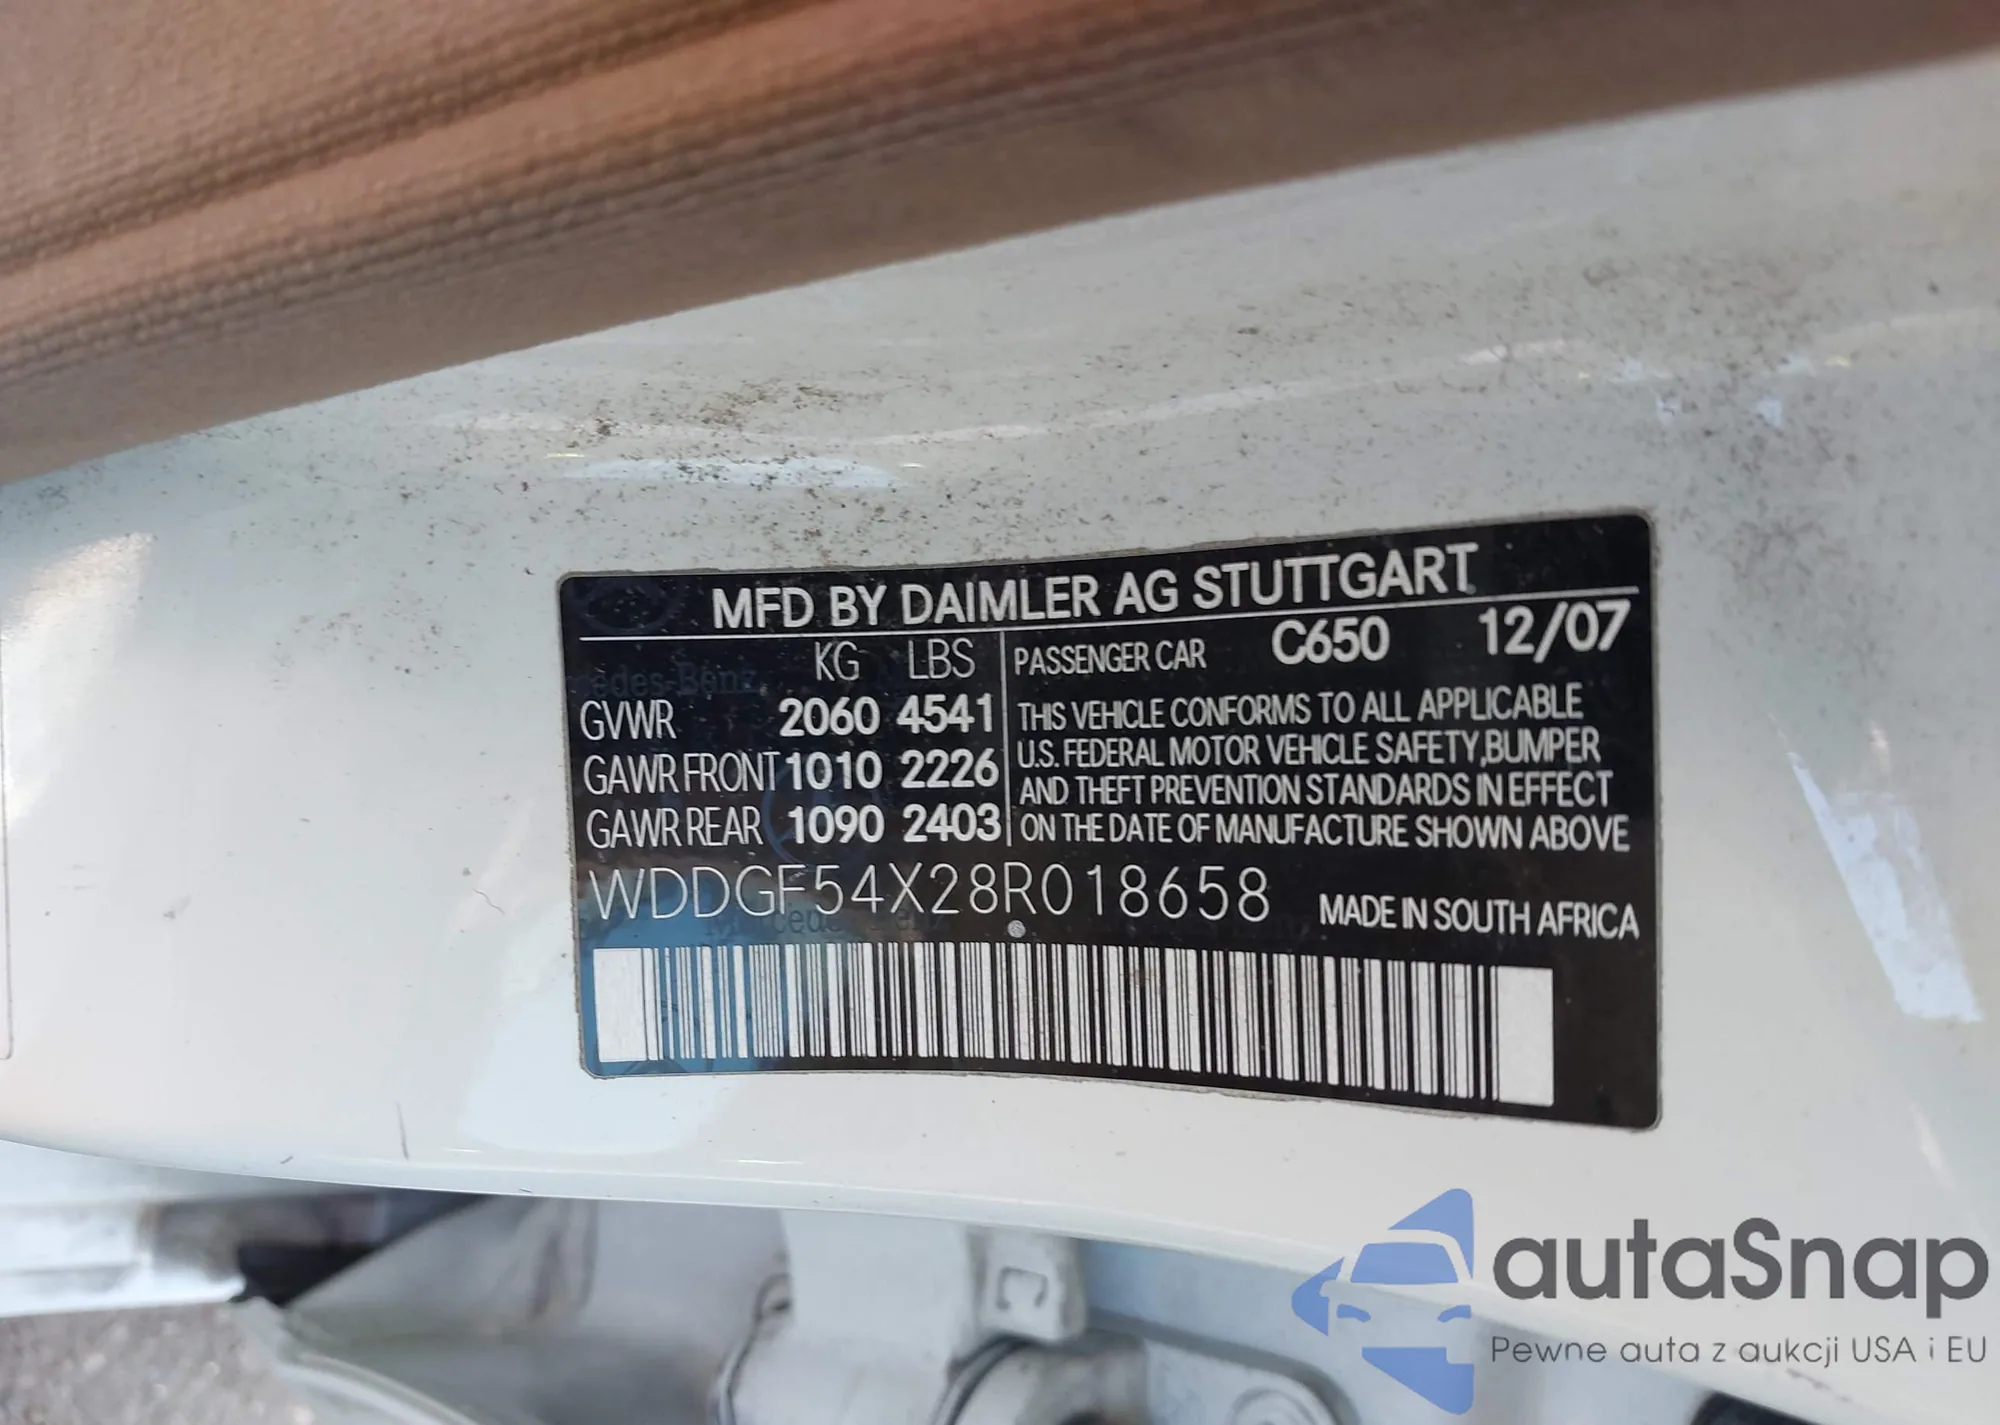 MFD BY DAIMLER AG STUTTGART
KG LBS
GVWR 2060 4541
GAWR FRONT 1010 2226
GAWR REAR 1090 2403
PASSENGER CAR C650 12/07
THIS VEHICLE CONFORMS TO ALL APPLICABLE
U.S. FEDERAL MOTOR VEHICLE SAFETY,BUMPER
AND THEFT PREVENTION STANDARDS IN EFFECT
ON THE DATE OF MANUFACTURE SHOWN ABOVE
WDDGF54X28R018658 MADE IN SOUTH AFRICA
autaSnap
Pewne auta z aukcji USA i EU